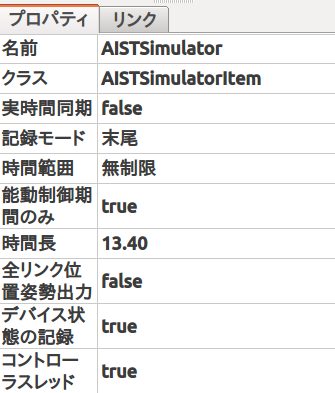 プロパティ リンク
名前 AISTSimulator
クラス AISTSimulatorItem
実時間同期 false
記録モード 末尾
時間範囲 無制限
能動制御期
間のみ true
時間長 13.40
全リンク位
置姿勢出力 false
デバイス状
態の記録 true
コントロー
ラスレッド true